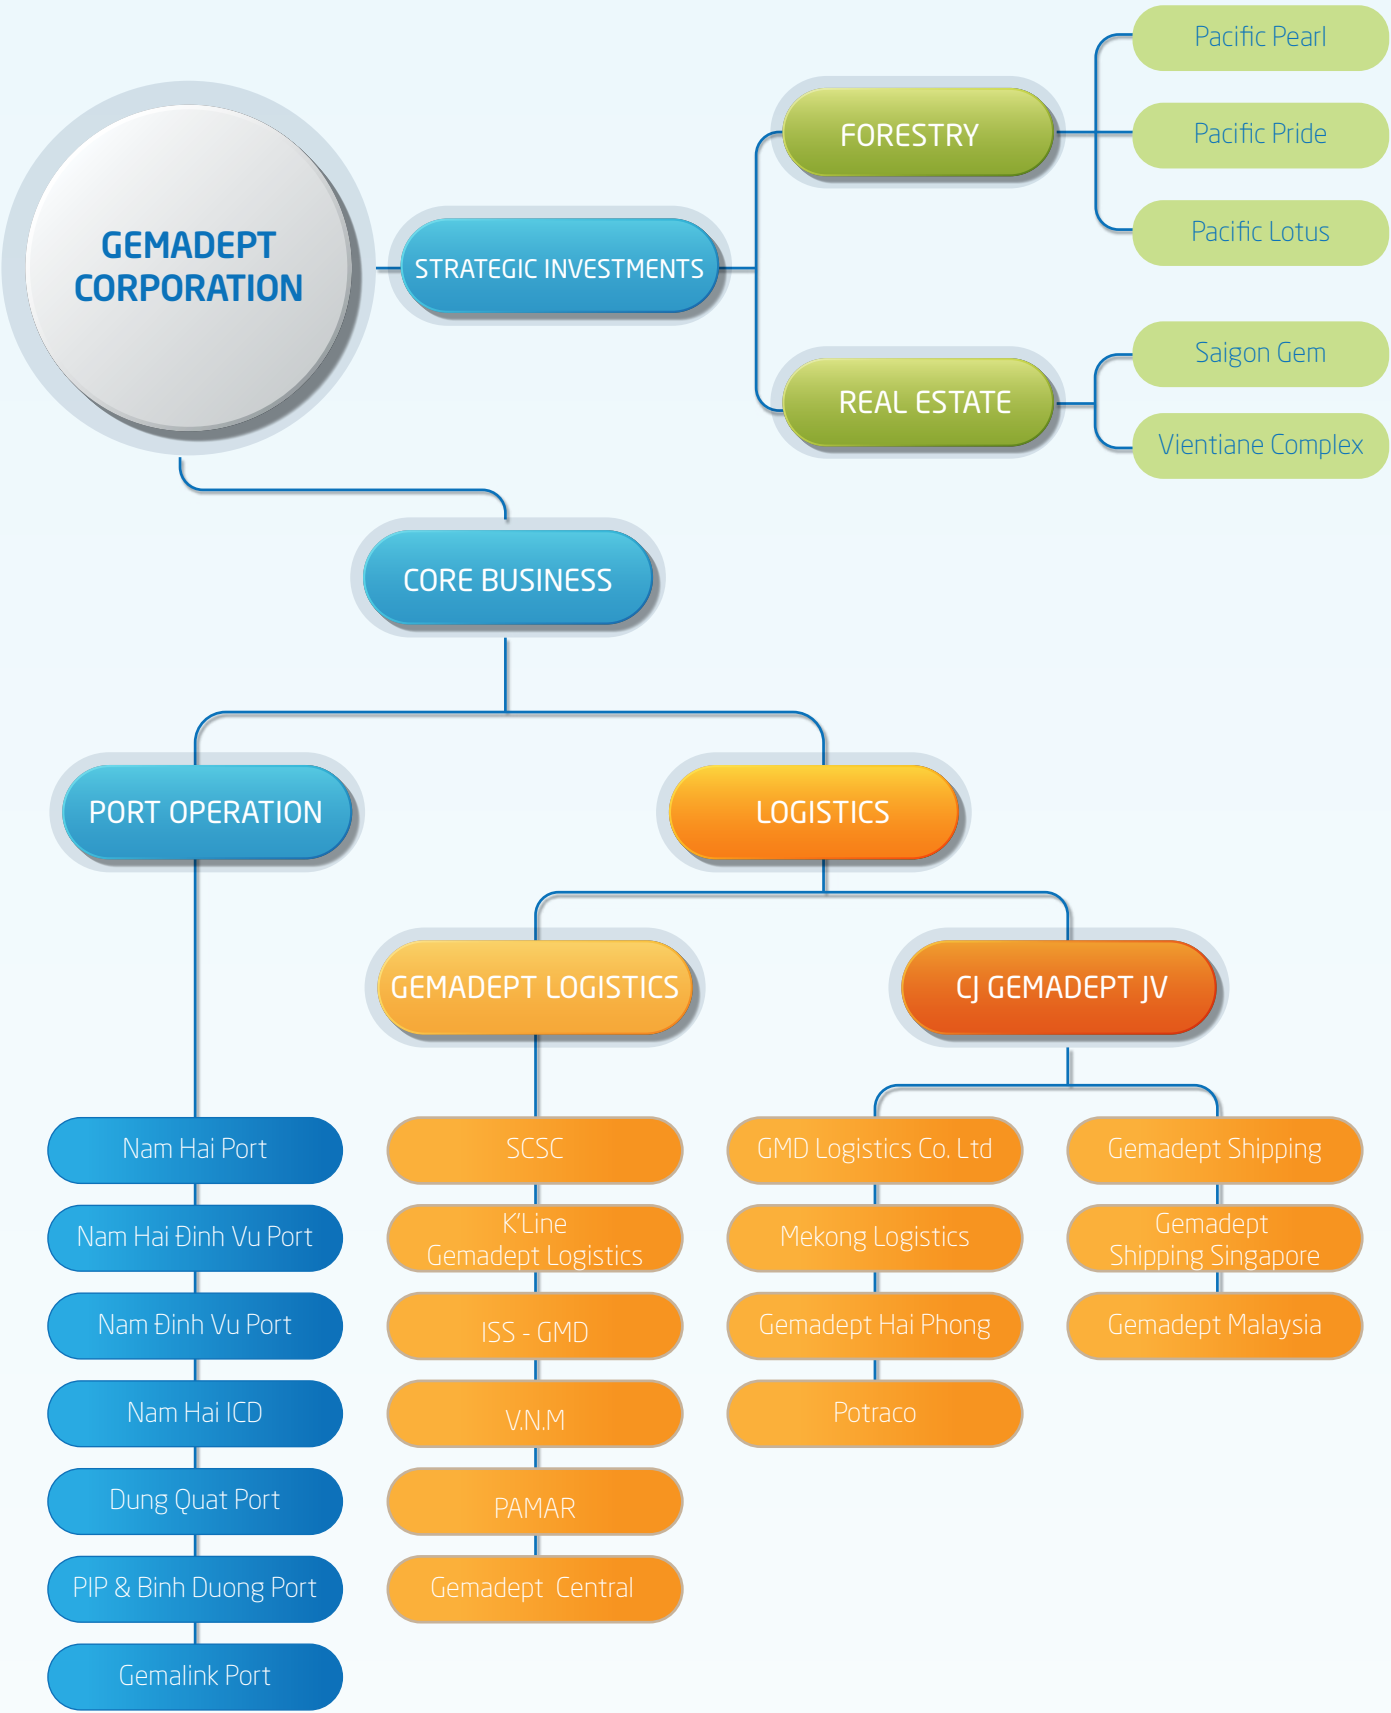 GEMADEPT
CORPORATION
STRATEGIC INVESTMENTS
FORESTRY
Pacific Pearl
Pacific Pride
Pacific Lotus
REAL ESTATE
Saigon Gem
Vientiane Complex
CORE BUSINESS
PORT OPERATION
LOGISTICS
GEMADEPT LOGISTICS
CJ GEMADEPT JV
Nam Hai Port
Nam Hai Đinh Vu Port
Nam Đinh Vu Port
Nam Hai ICD
Dung Quat Port
PIP & Binh Duong Port
Gemalink Port
SCSC
K'Line
Gemadept Logistics
ISS - GMD
V.N.M
PAMAR
Gemadept Central
GMD Logistics Co. Ltd
Mekong Logistics
Gemadept Hai Phong
Potraco
Gemadept Shipping
Gemadept
Shipping Singapore
Gemadept Malaysia